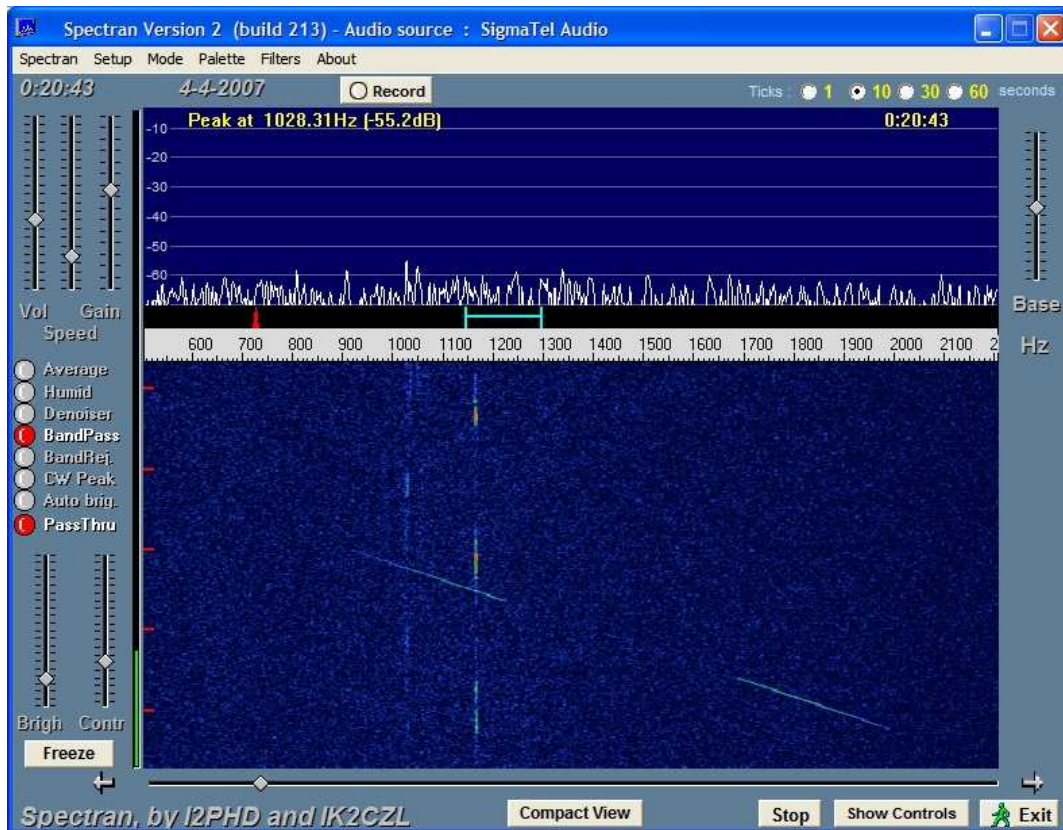 Spectran Version 2 (build 213) - Audio source : SigmaTel Audio
Spectran Setup Mode Palette Filters About
0:20:43 4-4-2007 Record Ticks : 1 10 30 60 seconds
Peak at 1028.31Hz (-55.2dB) 0:20:43
-10
-20
-30
-40
-50
-60
Vol Gain
Speed
Base
600 700 800 900 1000 1100 1200 1300 1400 1500 1600 1700 1800 1900 2000 2100 2
Hz
Average
Humid
Denoiser
BandPass
BandRej.
CW Peak
Auto brig.
PassThru
Brigh Contr
Freeze
Spectran, by I2PHD and IK2CZL
Compact View Stop Show Controls Exit